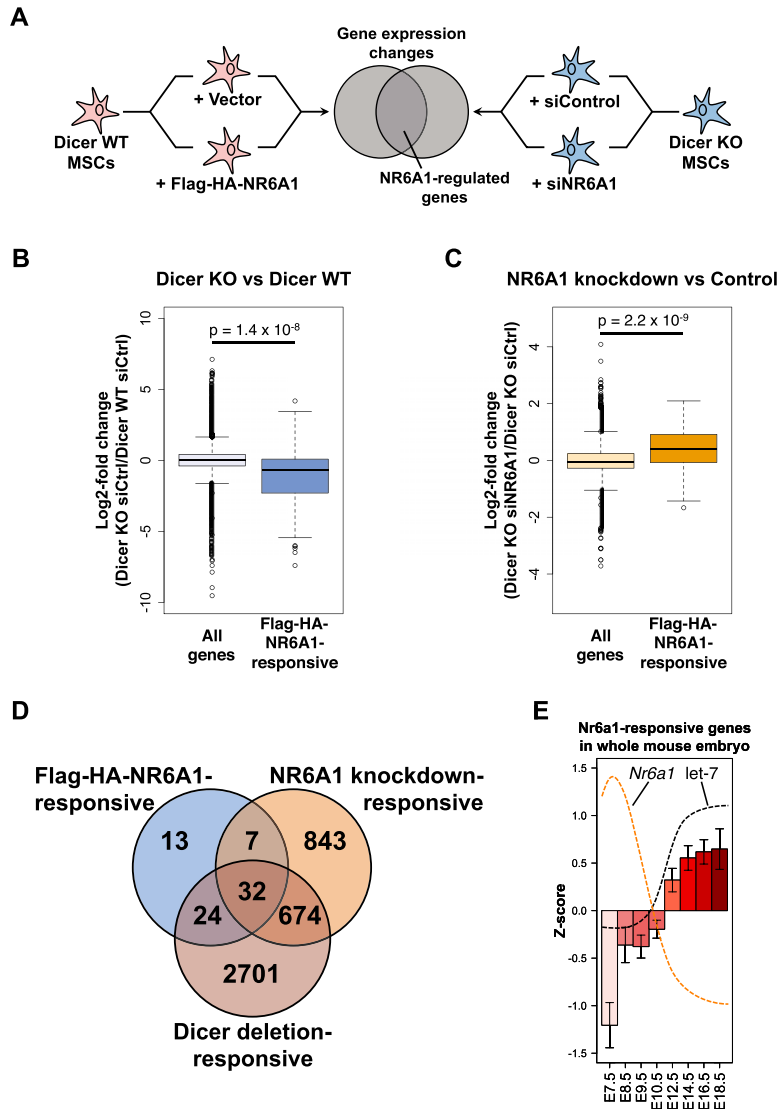 A
Gene expression
changes
+ Vector
+ siControl
Dicer WT
MSCs
Dicer KO
MSCs
+ Flag-HA-NR6A1
NR6A1-regulated
genes
+ siNR6A1
B
Dicer KO vs Dicer WT
Log2-fold change
(Dicer KO siCtrl/Dicer WT siCtrl)
10
5
0
-5
-10
p = 1.4 x 10-8
All
genes
Flag-HA-
NR6A1-
responsive
C
NR6A1 knockdown vs Control
Log2-fold change
(Dicer KO siNR6A1/Dicer KO siCtrl)
4
2
0
-2
-4
p = 2.2 x 10-9
All
genes
Flag-HA-
NR6A1-
responsive
D
Flag-HA-NR6A1-
responsive
NR6A1 knockdown-
responsive
13
7
843
32
24
674
2701
Dicer deletion-
responsive
E
Nr6a1-responsive genes
in whole mouse embryo
Nr6a1
let-7
Z-score
1.5
1.0
0.5
0.0
-0.5
-1.0
-1.5
E7.5
E8.5
E9.5
E10.5
E12.5
E14.5
E16.5
E18.5